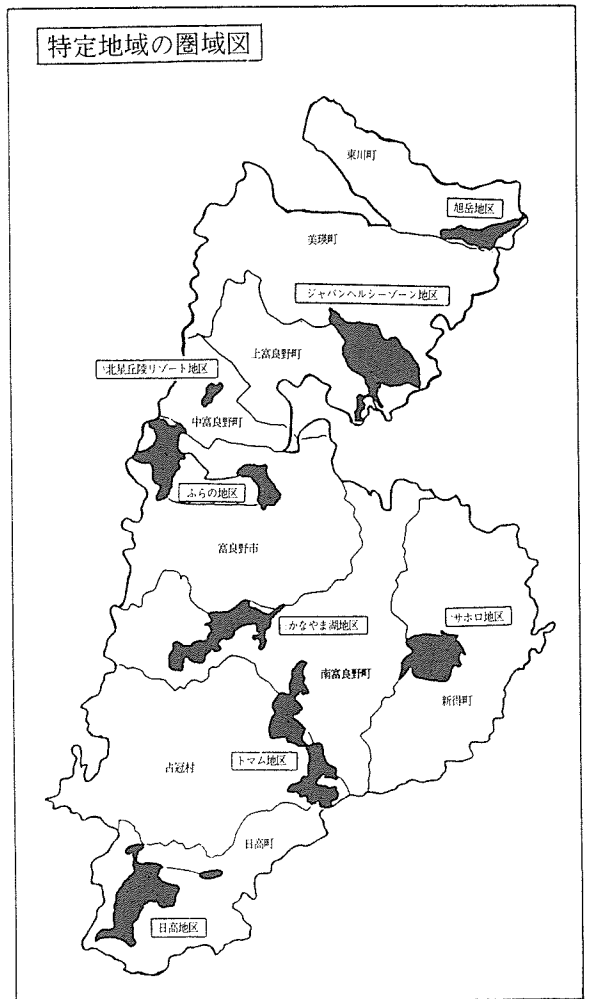 特定地域の圏域図
東川町
旭岳地区
美瑛町
ジャパンヘルシーゾーン地区
上富良野町
北星丘陵リゾート地区
中富良野町
ふらの地区
富良野市
かなやま湖地区
サホロ地区
南富良野町
新得町
トマム地区
占冠村
日高町
日高地区